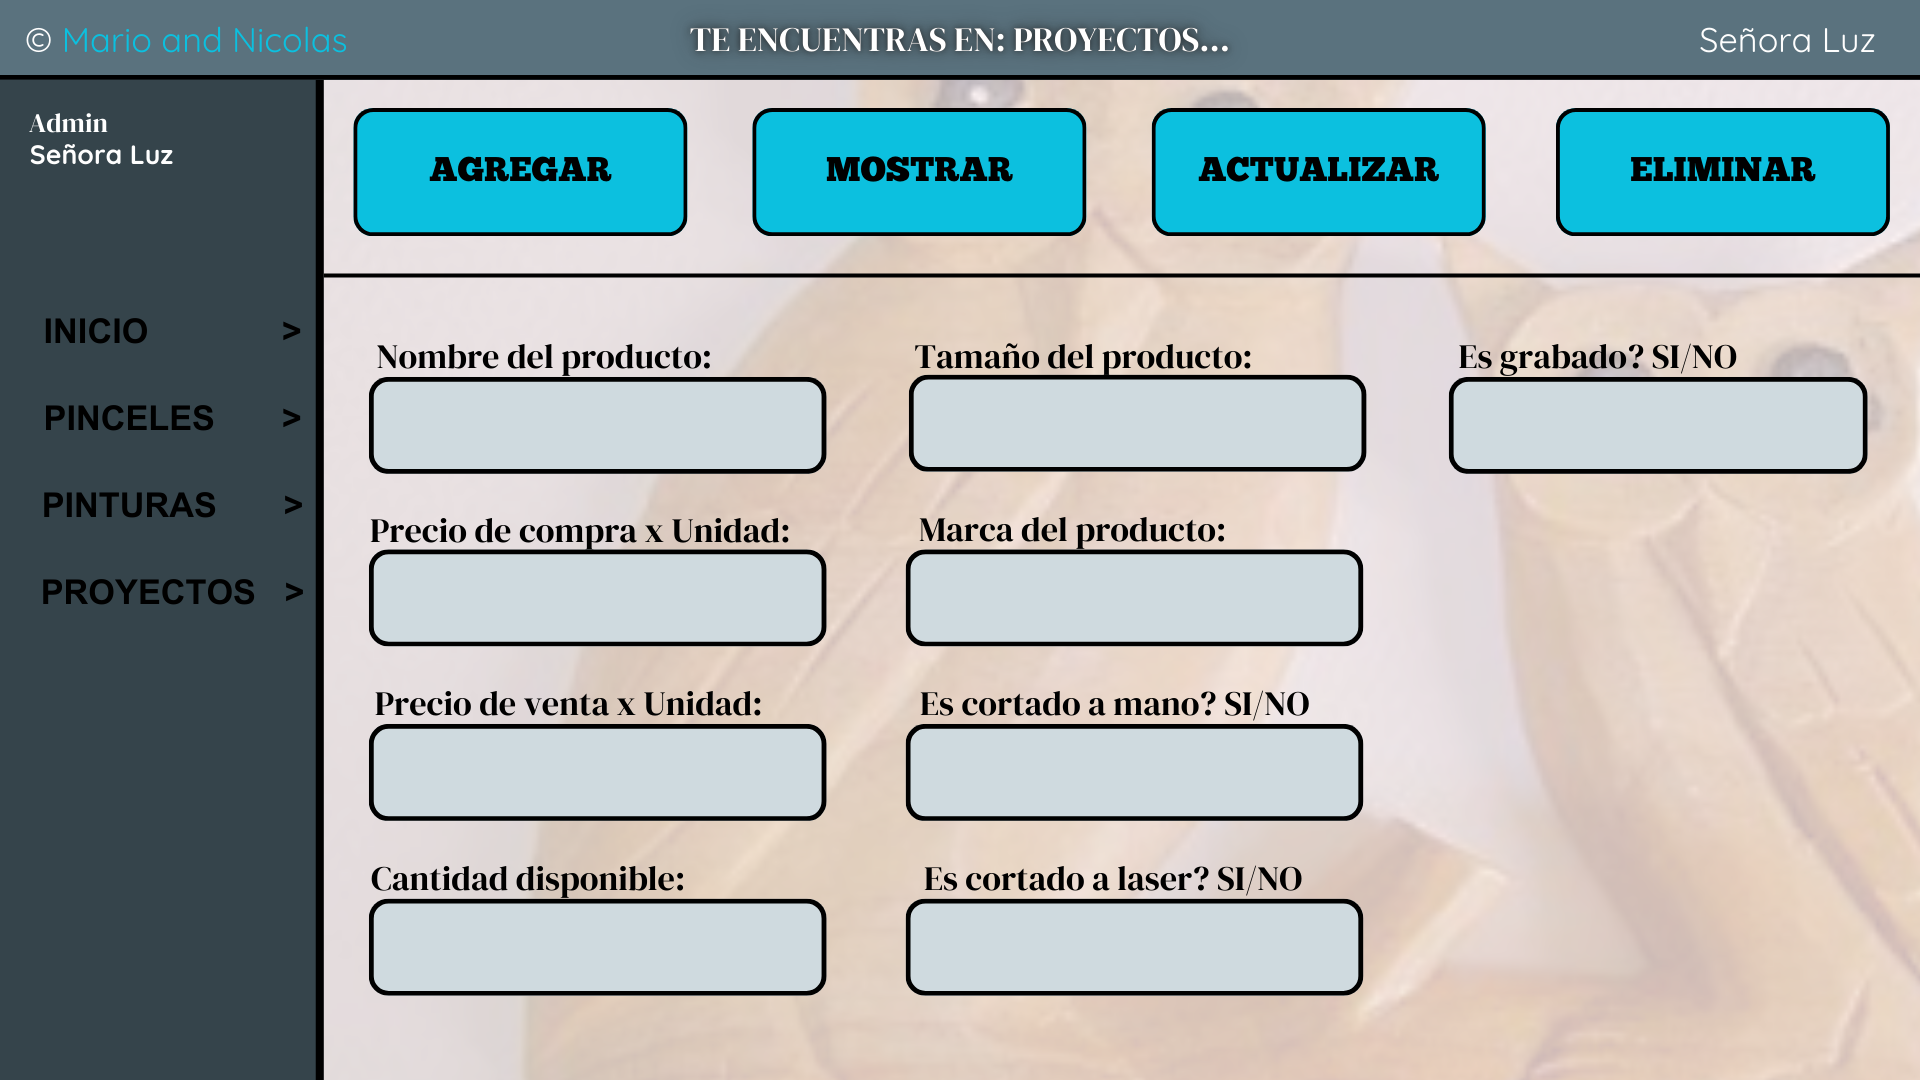 © Mario and Nicolas
TE ENCUENTRAS EN: PROYECTOS...
Señora Luz
Admin
Señora Luz
INICIO >
PINCELES >
PINTURAS >
PROYECTOS >
AGREGAR
MOSTRAR
ACTUALIZAR
ELIMINAR
Nombre del producto:
Tamaño del producto:
Es grabado? SI/NO
Precio de compra x Unidad:
Marca del producto:
Precio de venta x Unidad:
Es cortado a mano? SI/NO
Cantidad disponible:
Es cortado a laser? SI/NO